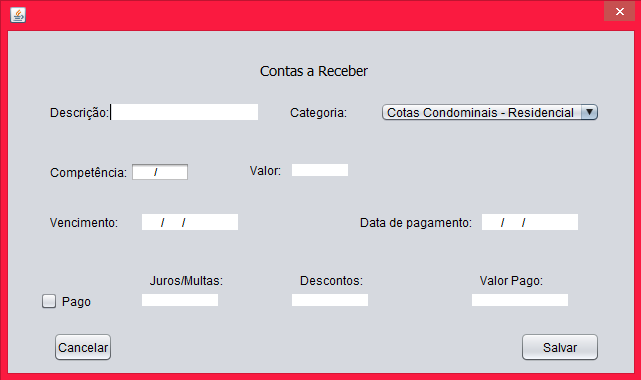 Contas a Receber
Descrição: Categoria: Cotas Condominais - Residencial
Competência: / Valor:
Vencimento: / / Data de pagamento: / /
Juros/Multas: Descontos: Valor Pago:
Pago
Cancelar Salvar